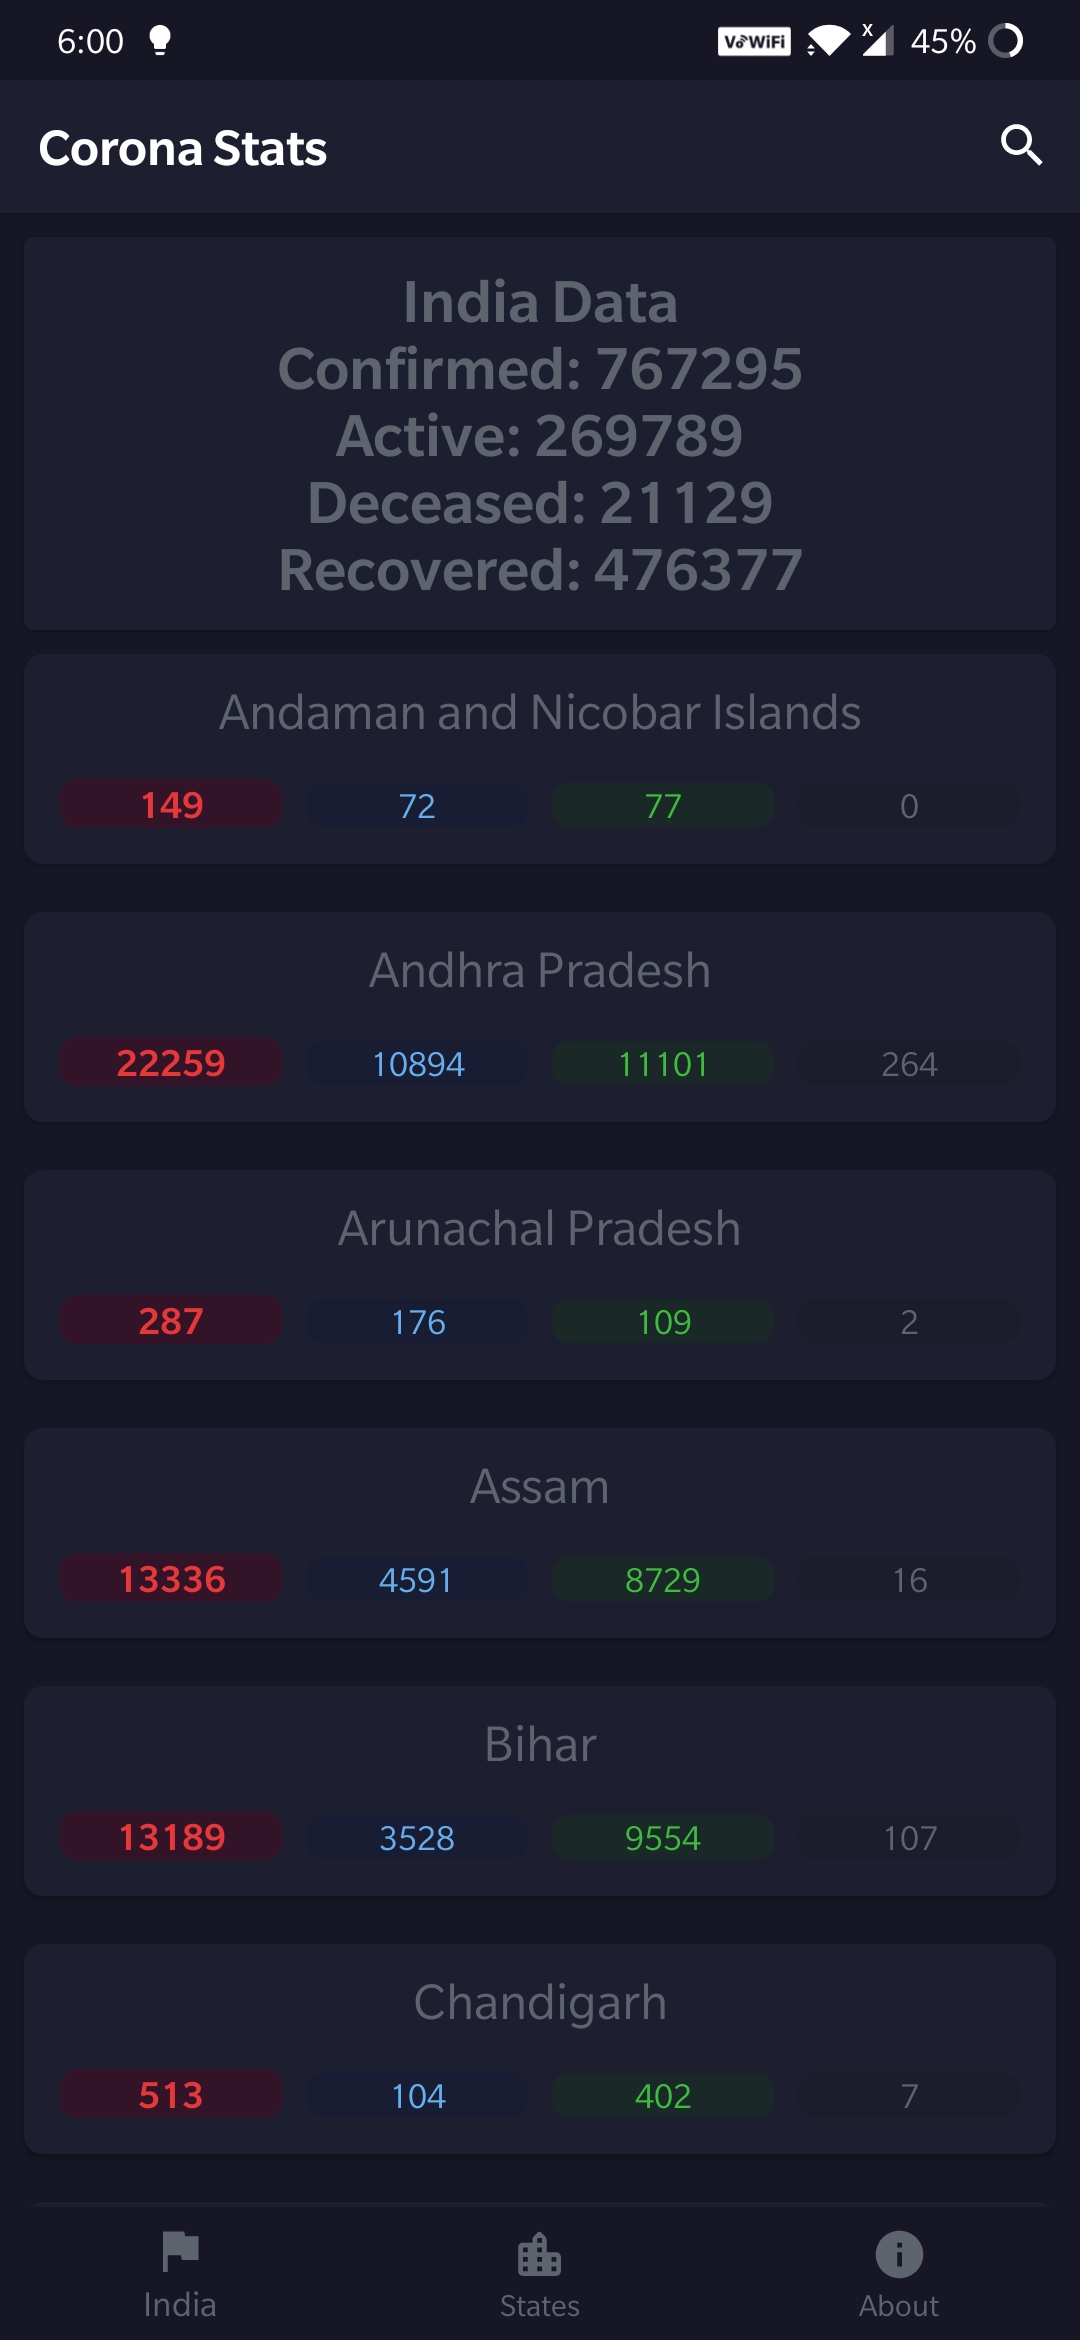 6:00 VoWiFi X 45%
Corona Stats
India Data
Confirmed: 767295
Active: 269789
Deceased: 21129
Recovered: 476377
Andaman and Nicobar Islands
149 72 77 0
Andhra Pradesh
22259 10894 11101 264
Arunachal Pradesh
287 176 109 2
Assam
13336 4591 8729 16
Bihar
13189 3528 9554 107
Chandigarh
513 104 402 7
India States About